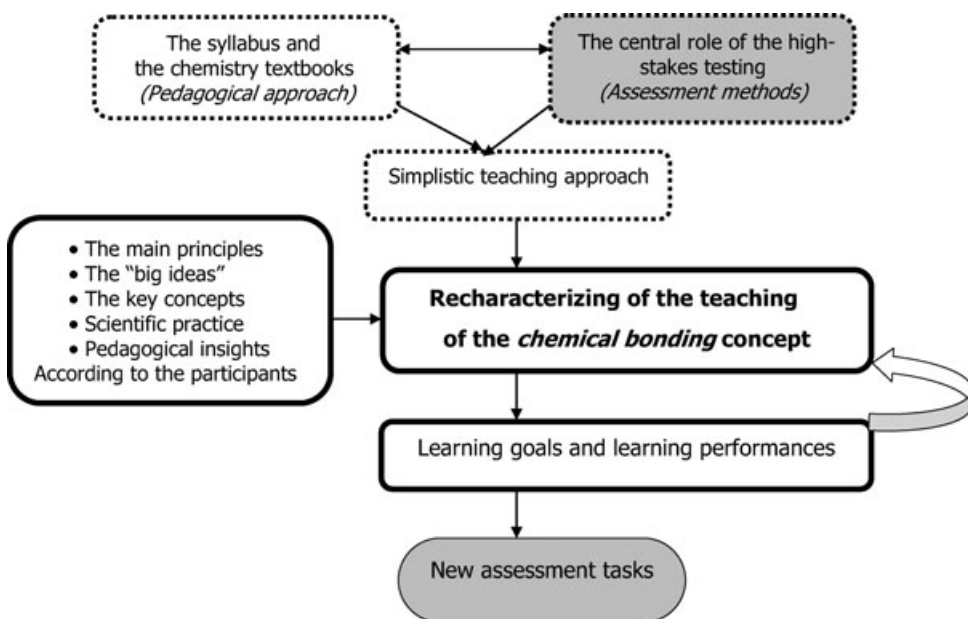 The syllabus and
the chemistry textbooks
(Pedagogical approach)
The central role of the high-
stakes testing
(Assessment methods)
Simplistic teaching approach
• The main principles
• The “big ideas”
• The key concepts
• Scientific practice
• Pedagogical insights
According to the participants
Recharacterizing of the teaching
of the chemical bonding concept
Learning goals and learning performances
New assessment tasks